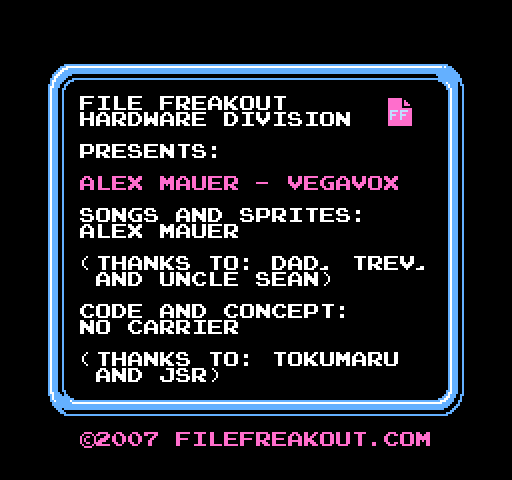 FILE FREAKOUT
HARDWARE DIVISION
FF
PRESENTS:
ALEX MAUER - VEGAVOX
SONGS AND SPRITES:
ALEX MAUER
(THANKS TO: DAD, TREV,
AND UNCLE SEAN)
CODE AND CONCEPT:
NO CARRIER
(THANKS TO: TOKUMARU
AND JSR)
©2007 FILEFREAKOUT.COM